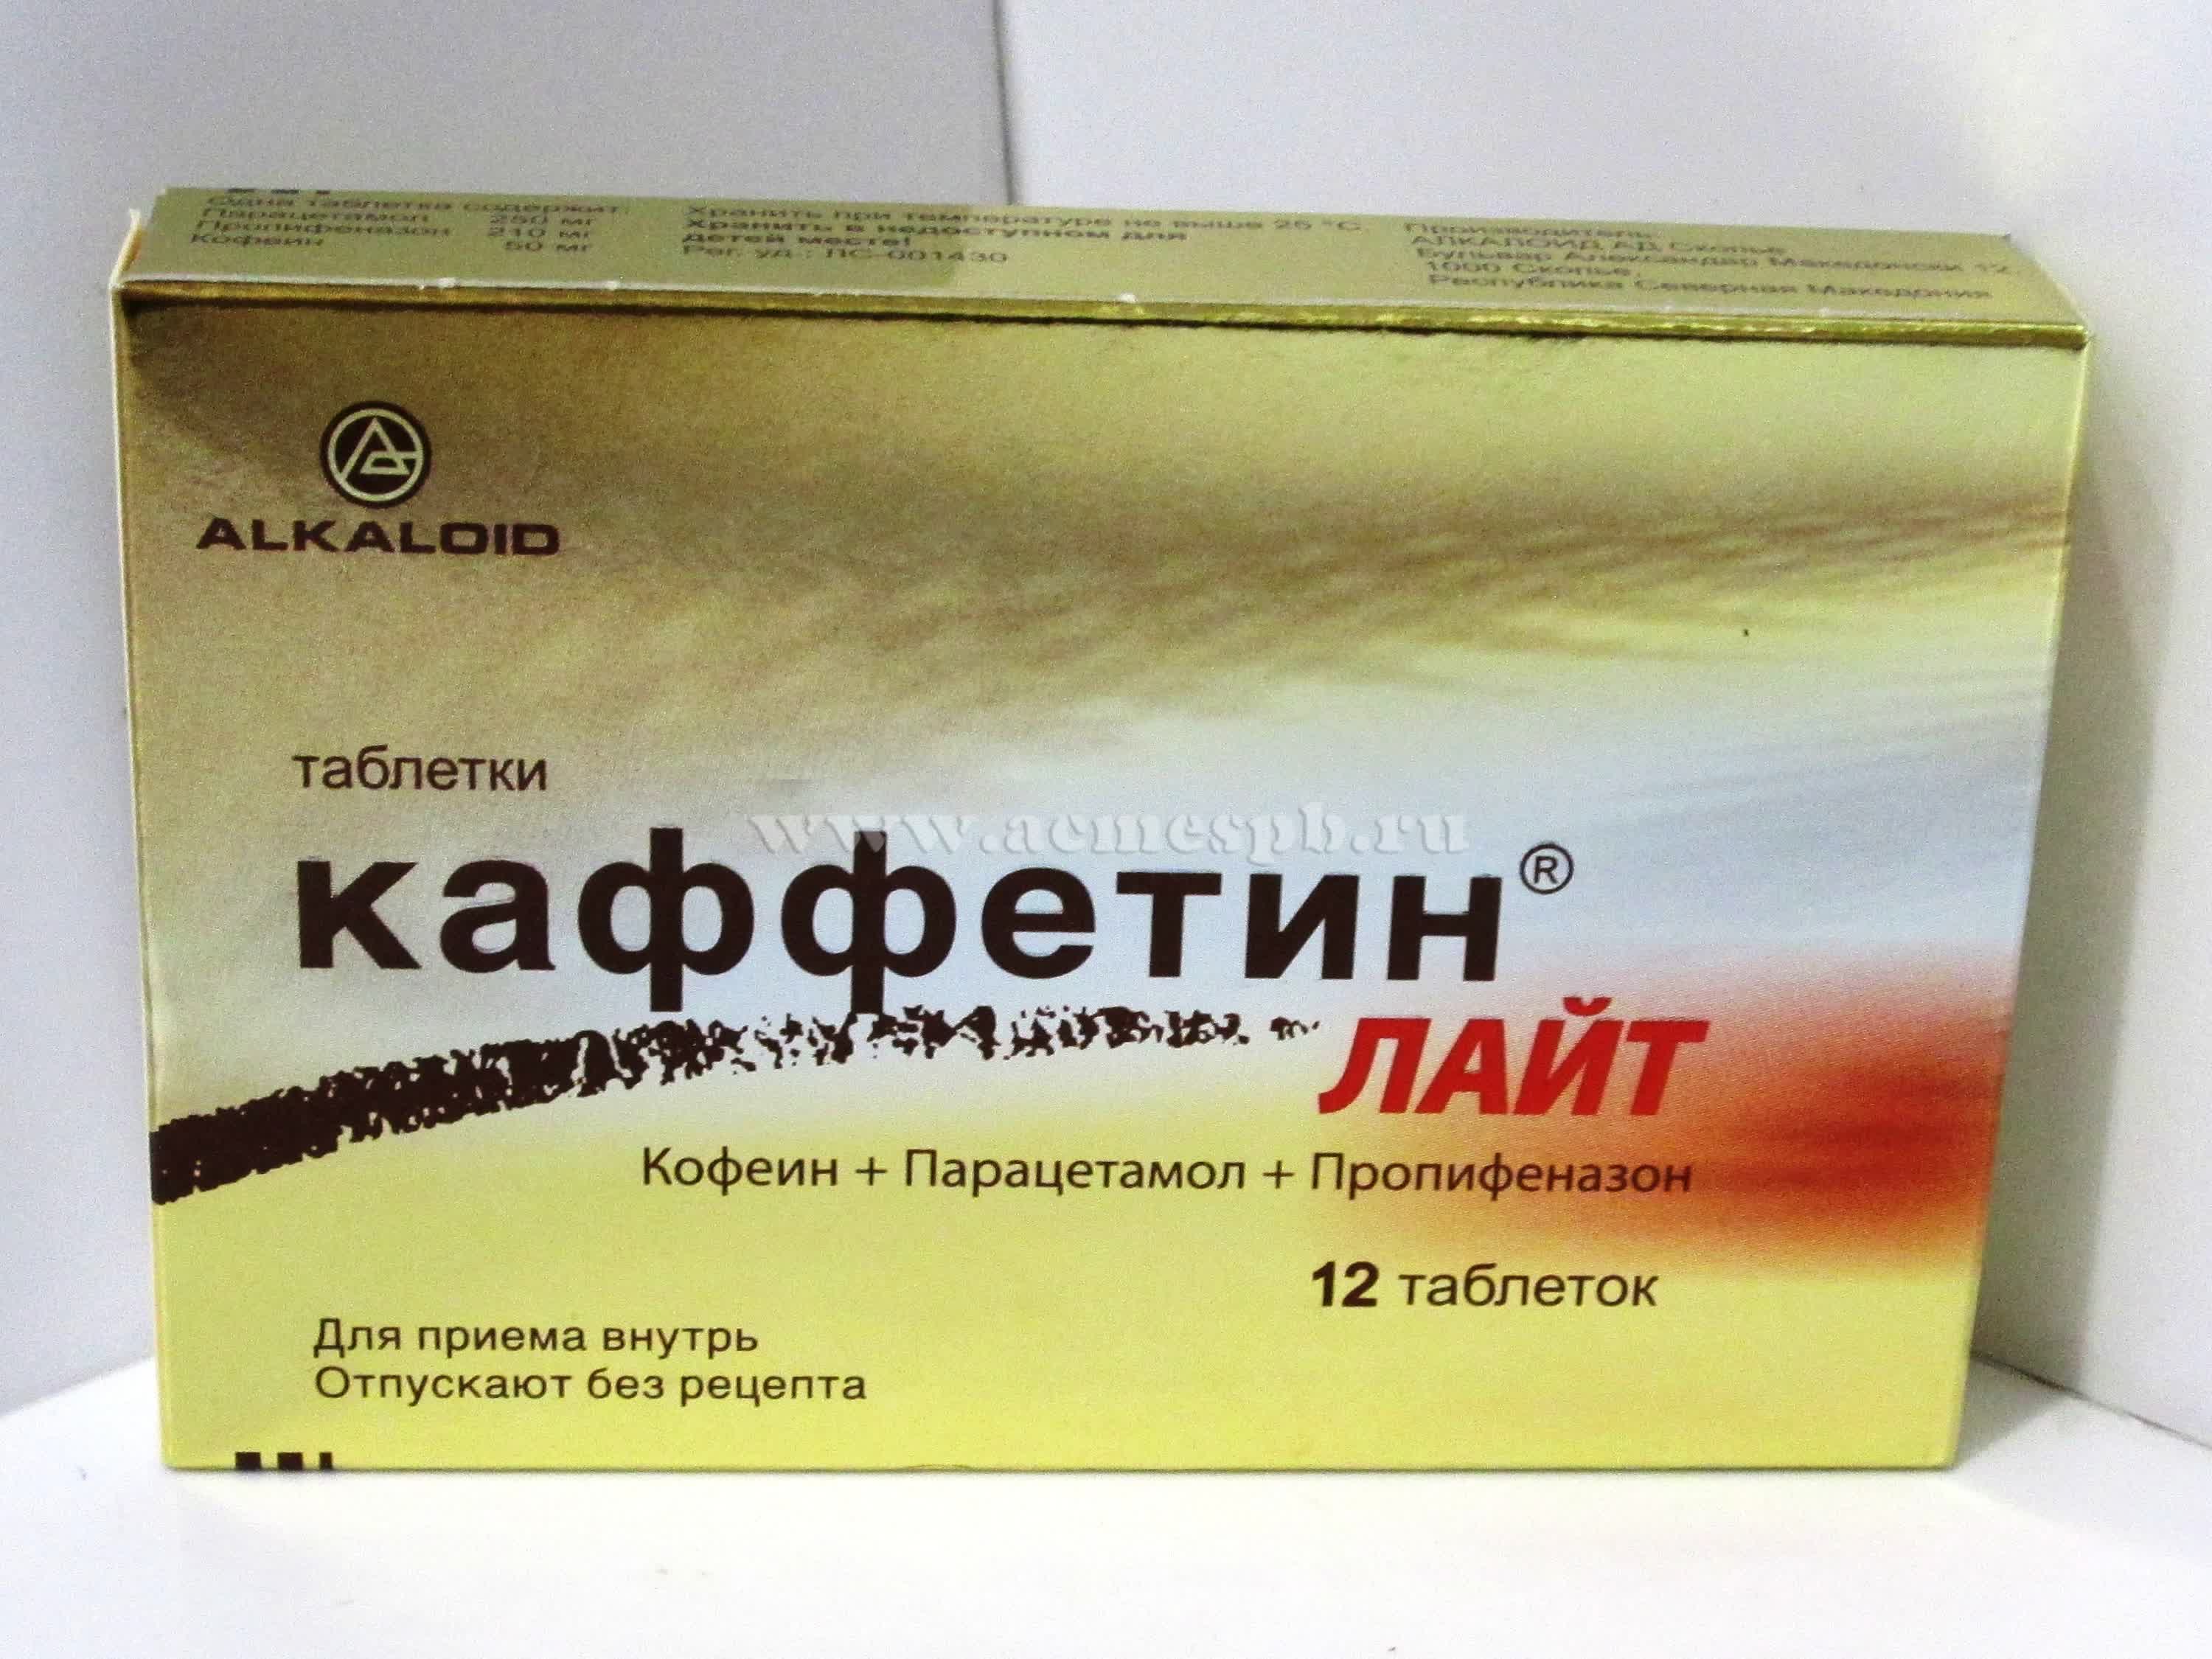 Одна таблетка содержит:
Парацетамол 250 мг
Пропифеназон 210 мг
Кофеин 50 мг
Хранить при температуре не выше 25 °C
Хранить в недоступном для
детей месте!
Рег. уд.: ЛС-001430
Производитель:
АЛКАЛОИД АД Скопье
Бульвар Александар Македонски 12,
1000 Скопье,
Республика Северная Македония
ALKALOID
таблетки
www.acmespb.ru
каффетин®
ЛАЙТ
Кофеин + Парацетамол + Пропифеназон
12 таблеток
Для приема внутрь
Отпускают без рецепта